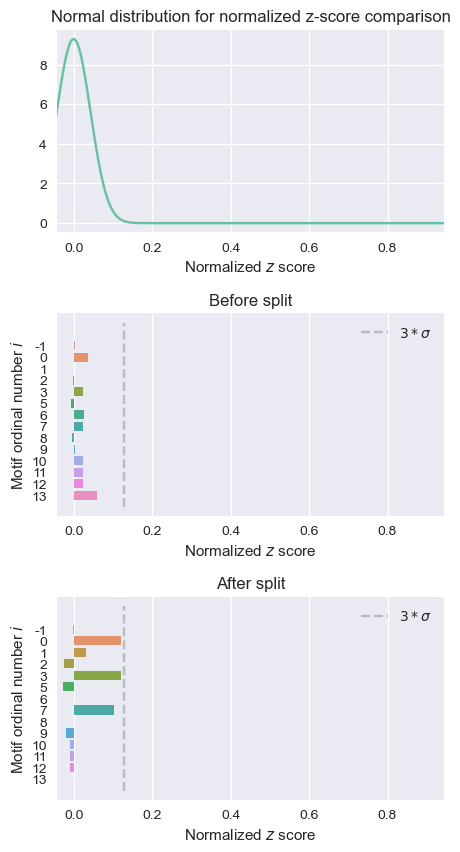 Normal distribution for normalized z-score comparison
8
6
4
2
0
0.0 0.2 0.4 0.6 0.8
Normalized z score
Before split
Motif ordinal number i
-1
0
1
2
3
5
6
7
8
9
10
11
12
13
3 * σ
0.0 0.2 0.4 0.6 0.8
Normalized z score
After split
Motif ordinal number i
-1
0
1
2
3
5
6
7
8
9
10
11
12
13
3 * σ
0.0 0.2 0.4 0.6 0.8
Normalized z score